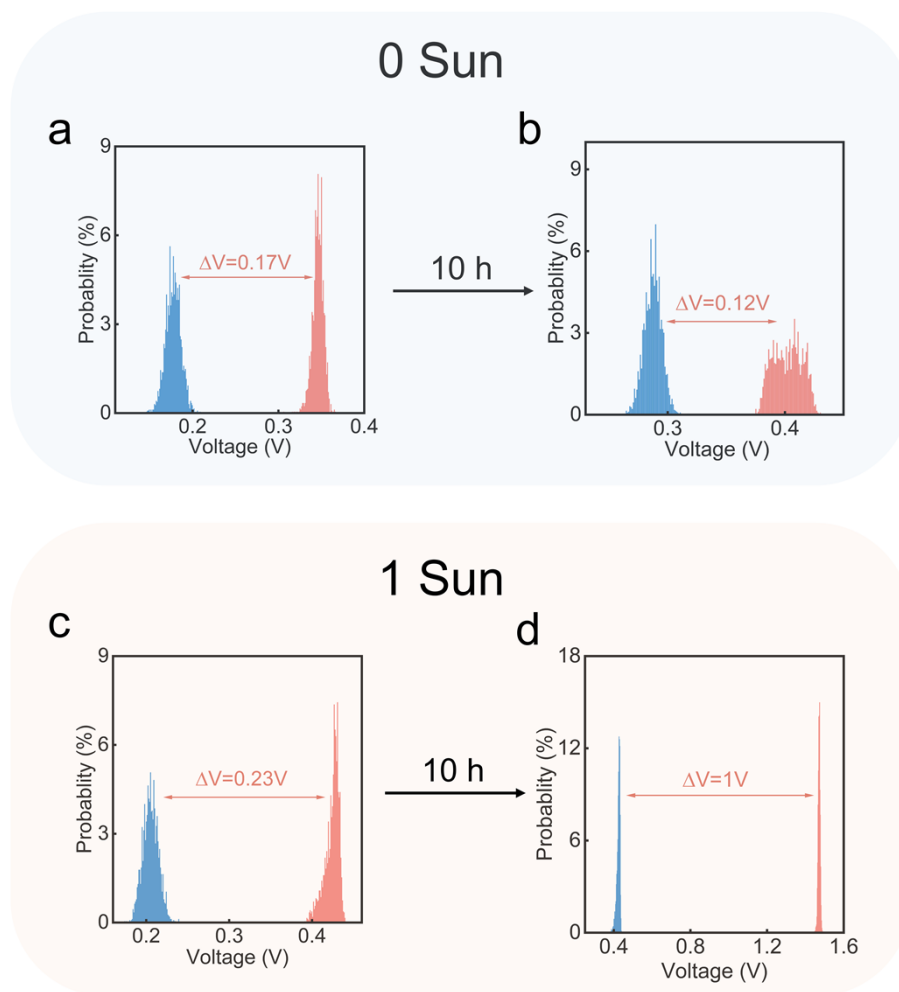 0 Sun
a
b
9
6
3
0
Probablity (%)
ΔV=0.17V
0.2
0.3
0.4
Voltage (V)
10 h
9
6
3
0
Probablity (%)
ΔV=0.12V
0.3
0.4
Voltage (V)
1 Sun
c
d
9
6
3
0
Probablity (%)
ΔV=0.23V
0.2
0.3
0.4
Voltage (V)
10 h
18
12
6
0
Probablity (%)
ΔV=1V
0.4
0.8
1.2
1.6
Voltage (V)